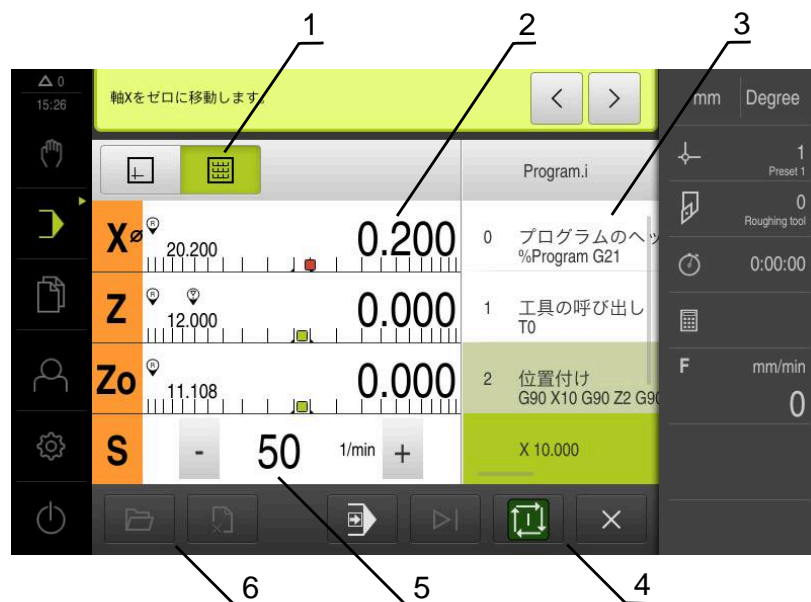 1
2
3
0
15:26
軸Xをゼロに移動します。
mm
Degree
Program.i
1
Preset 1
X⌀
R
20.200
0.200
0
プログラムのヘッ
%Program G21
0
Roughing tool
0:00:00
Z
R
12.000
0.000
1
工具の呼び出し
T0
Zo
R
11.108
0.000
2
位置付け
G90 X10 G90 Z2 G90
F
mm/min
0
S
-
50
1/min
+
X 10.000
6
5
4